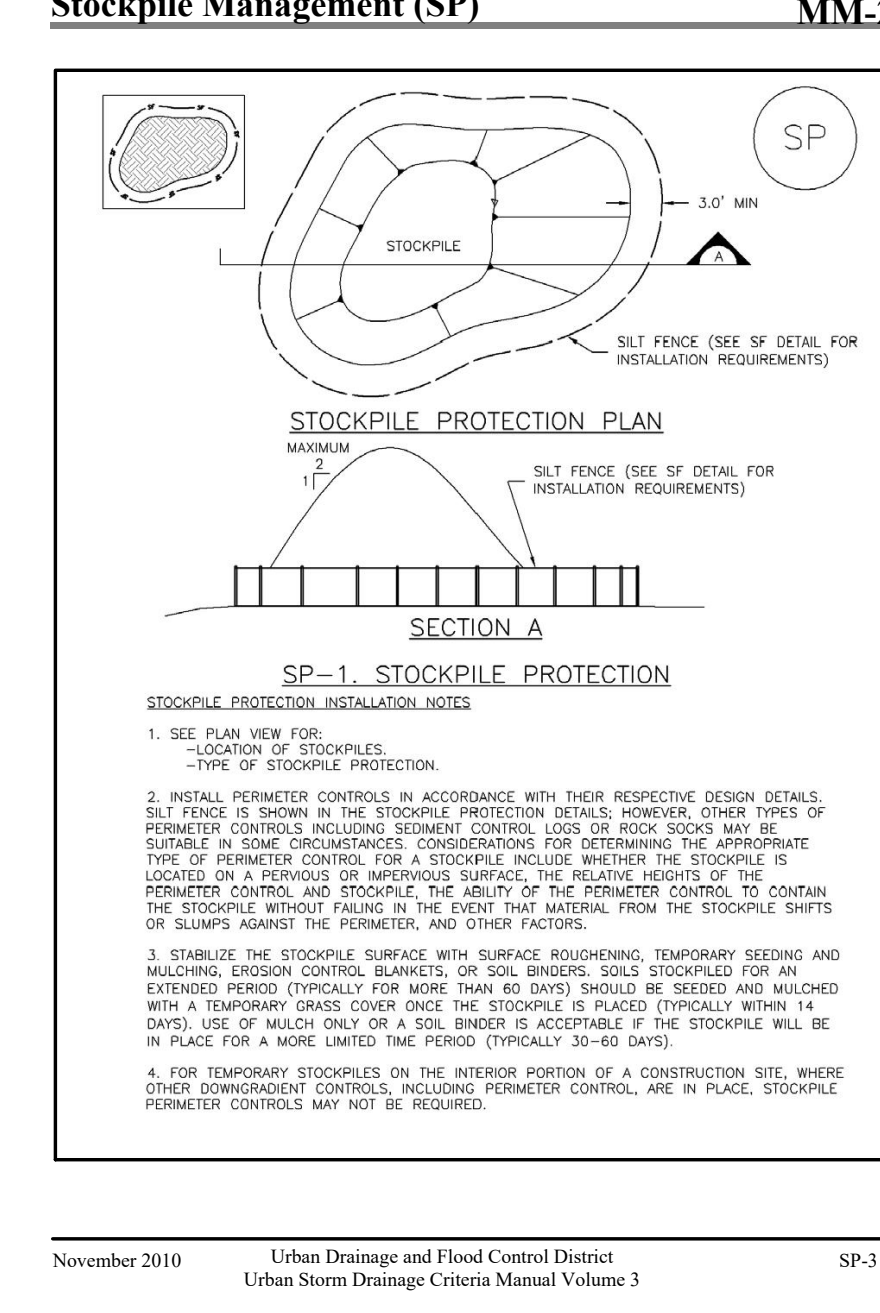 Stockpile Management (SP)
MM-2
SF
SF
SF
SF
SF
SF
SP
3.0' MIN
STOCKPILE
A
SILT FENCE (SEE SF DETAIL FOR
INSTALLATION REQUIREMENTS)
STOCKPILE PROTECTION PLAN
MAXIMUM
2
1
SILT FENCE (SEE SF DETAIL FOR
INSTALLATION REQUIREMENTS)
SECTION A
SP-1. STOCKPILE PROTECTION
STOCKPILE PROTECTION INSTALLATION NOTES
1. SEE PLAN VIEW FOR:
-LOCATION OF STOCKPILES.
-TYPE OF STOCKPILE PROTECTION.
2. INSTALL PERIMETER CONTROLS IN ACCORDANCE WITH THEIR RESPECTIVE DESIGN DETAILS.
SILT FENCE IS SHOWN IN THE STOCKPILE PROTECTION DETAILS; HOWEVER, OTHER TYPES OF
PERIMETER CONTROLS INCLUDING SEDIMENT CONTROL LOGS OR ROCK SOCKS MAY BE
SUITABLE IN SOME CIRCUMSTANCES. CONSIDERATIONS FOR DETERMINING THE APPROPRIATE
TYPE OF PERIMETER CONTROL FOR A STOCKPILE INCLUDE WHETHER THE STOCKPILE IS
LOCATED ON A PERVIOUS OR IMPERVIOUS SURFACE, THE RELATIVE HEIGHTS OF THE
PERIMETER CONTROL AND STOCKPILE, THE ABILITY OF THE PERIMETER CONTROL TO CONTAIN
THE STOCKPILE WITHOUT FAILING IN THE EVENT THAT MATERIAL FROM THE STOCKPILE SHIFTS
OR SLUMPS AGAINST THE PERIMETER, AND OTHER FACTORS.
3. STABILIZE THE STOCKPILE SURFACE WITH SURFACE ROUGHENING, TEMPORARY SEEDING AND
MULCHING, EROSION CONTROL BLANKETS, OR SOIL BINDERS. SOILS STOCKPILED FOR AN
EXTENDED PERIOD (TYPICALLY FOR MORE THAN 60 DAYS) SHOULD BE SEEDED AND MULCHED
WITH A TEMPORARY GRASS COVER ONCE THE STOCKPILE IS PLACED (TYPICALLY WITHIN 14
DAYS). USE OF MULCH ONLY OR A SOIL BINDER IS ACCEPTABLE IF THE STOCKPILE WILL BE
IN PLACE FOR A MORE LIMITED TIME PERIOD (TYPICALLY 30-60 DAYS).
4. FOR TEMPORARY STOCKPILES ON THE INTERIOR PORTION OF A CONSTRUCTION SITE, WHERE
OTHER DOWNGRADIENT CONTROLS, INCLUDING PERIMETER CONTROL, ARE IN PLACE, STOCKPILE
PERIMETER CONTROLS MAY NOT BE REQUIRED.
November 2010
Urban Drainage and Flood Control District
SP-3
Urban Storm Drainage Criteria Manual Volume 3